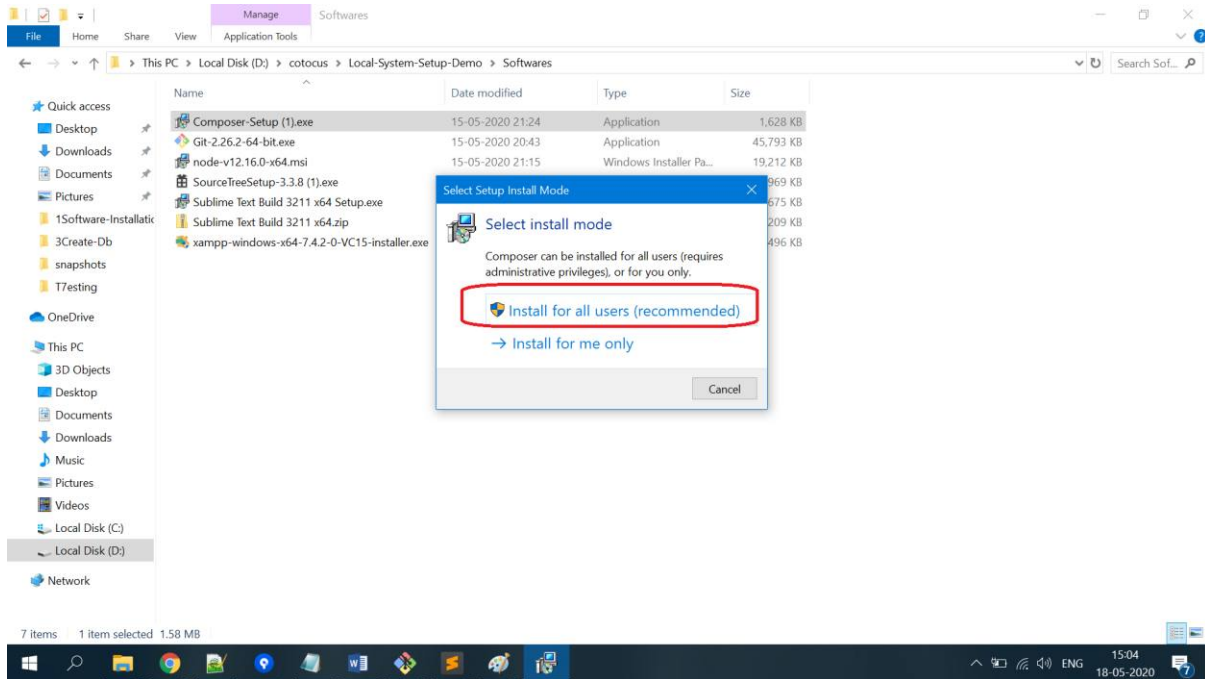 Manage Softwares
File Home Share View Application Tools
This PC > Local Disk (D:) > cotocus > Local-System-Setup-Demo > Softwares
Search Sof...
Name Date modified Type Size
Composer-Setup (1).exe 15-05-2020 21:24 Application 1,628 KB
Git-2.26.2-64-bit.exe 15-05-2020 20:43 Application 45,793 KB
node-v12.16.0-x64.msi 15-05-2020 21:15 Windows Installer Pa... 19,212 KB
SourceTreeSetup-3.3.8 (1).exe 969 KB
Sublime Text Build 3211 x64 Setup.exe 675 KB
Sublime Text Build 3211 x64.zip 209 KB
xampp-windows-x64-7.4.2-0-VC15-installer.exe 496 KB
Quick access
Desktop
Downloads
Documents
Pictures
1Software-Installatic
3Create-Db
snapshots
T7esting
OneDrive
This PC
3D Objects
Desktop
Documents
Downloads
Music
Pictures
Videos
Local Disk (C:)
Local Disk (D:)
Network
Select Setup Install Mode
Select install mode
Composer can be installed for all users (requires
administrative privileges), or for you only.
Install for all users (recommended)
Install for me only
Cancel
7 items 1 item selected 1.58 MB
ENG
15:04
18-05-2020
7